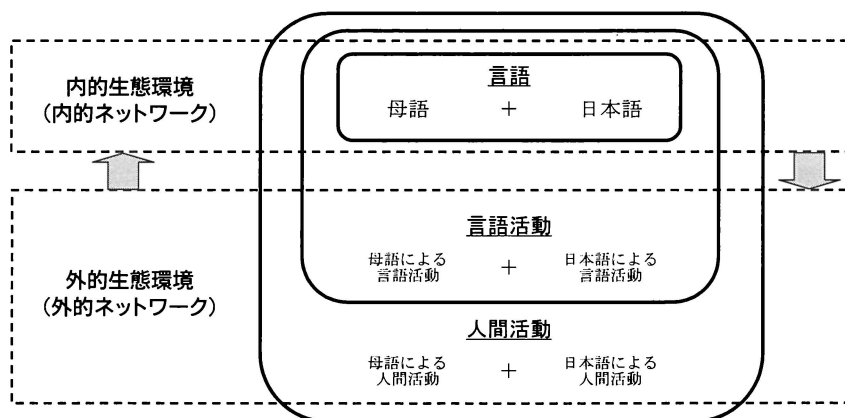 言語
内的生態環境
(内的ネットワーク)
母語 + 日本語
言語活動
母語による
言語活動
+
日本語による
言語活動
外的生態環境
(外的ネットワーク)
人間活動
母語による
人間活動
+
日本語による
人間活動